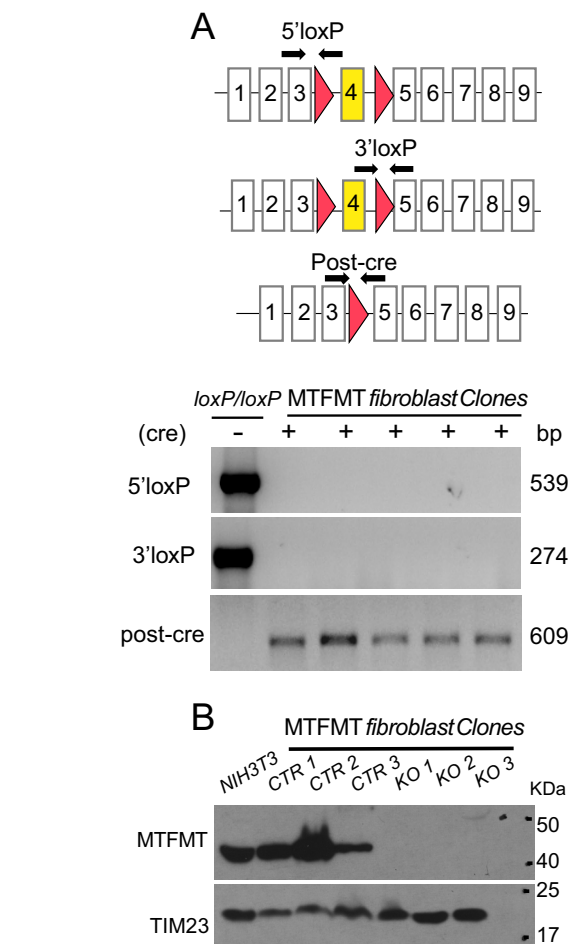 A
5'loxP
1 2 3 4 5 6 7 8 9
3'loxP
1 2 3 4 5 6 7 8 9
Post-cre
1 2 3 5 6 7 8 9
loxP/loxP MTFMT fibroblast Clones
(cre) - + + + + + bp
5'loxP 539
3'loxP 274
post-cre 609
B
MTFMT fibroblast Clones
NIH3T3 CTR 1 CTR 2 CTR 3 KO 1 KO 2 KO 3
KDa
50
MTFMT
40
25
TIM23
17